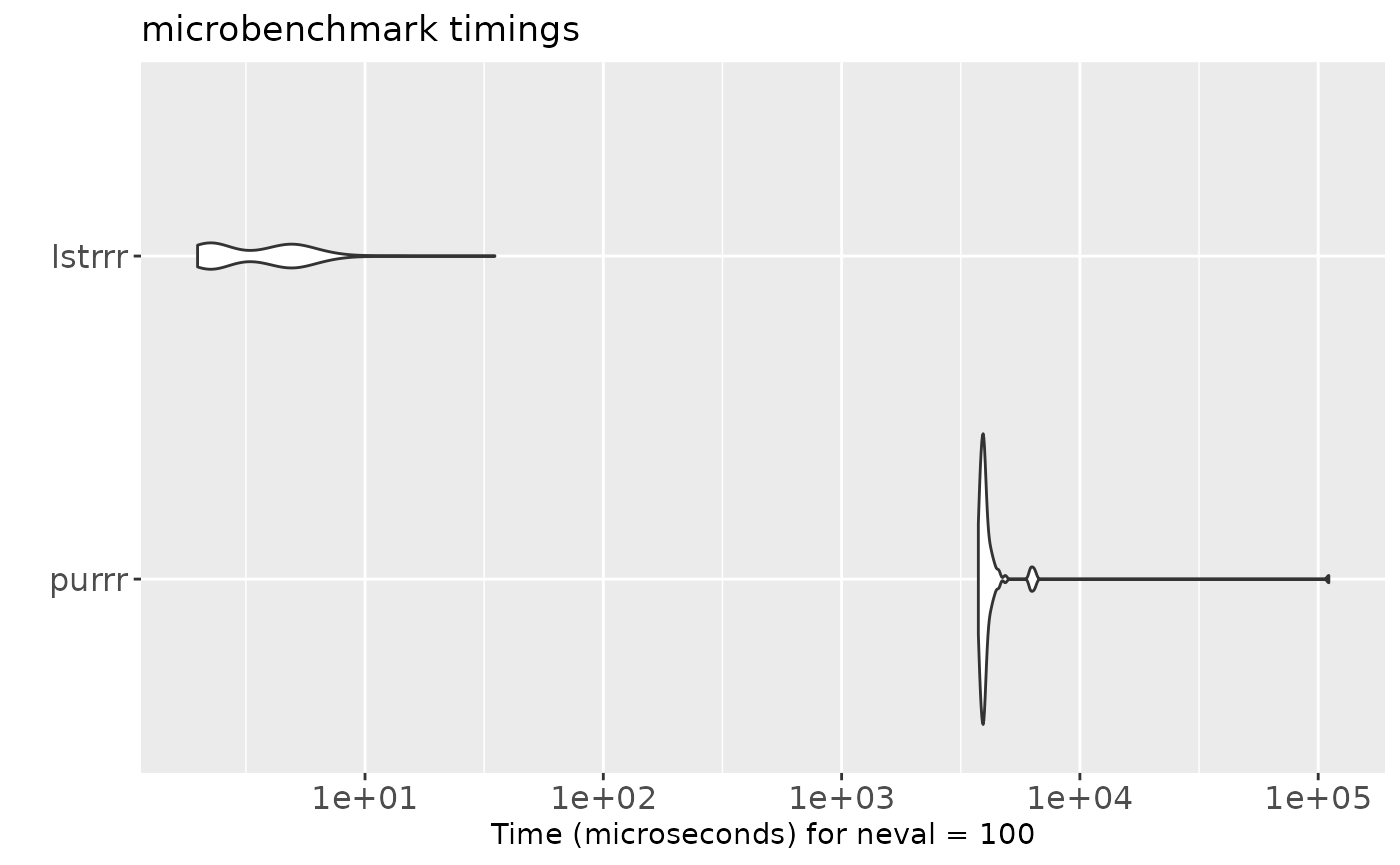 microbenchmark timings
lstrrr
purrr
1e+01 1e+02 1e+03 1e+04 1e+05
Time (microseconds) for neval = 100